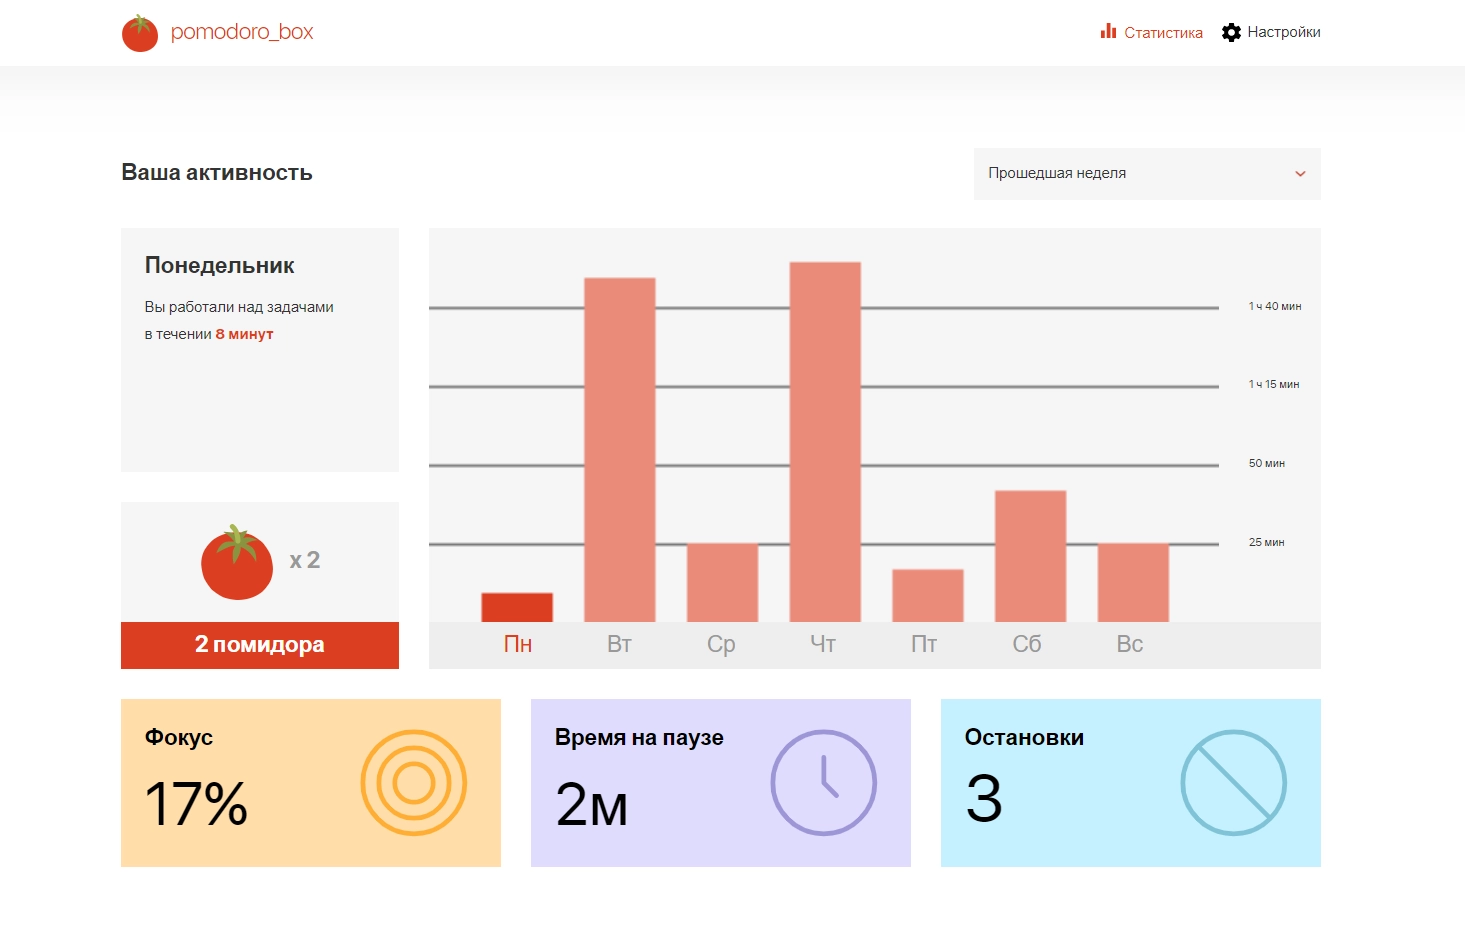 pomodoro_box
Статистика
Настройки
Ваша активность
Прошедшая неделя
Понедельник
Вы работали над задачами
в течении 8 минут
x 2
2 помидора
1 ч 40 мин
1 ч 15 мин
50 мин
25 мин
Пн Вт Ср Чт Пт Сб Вс
Фокус
17%
Время на паузе
2м
Остановки
3